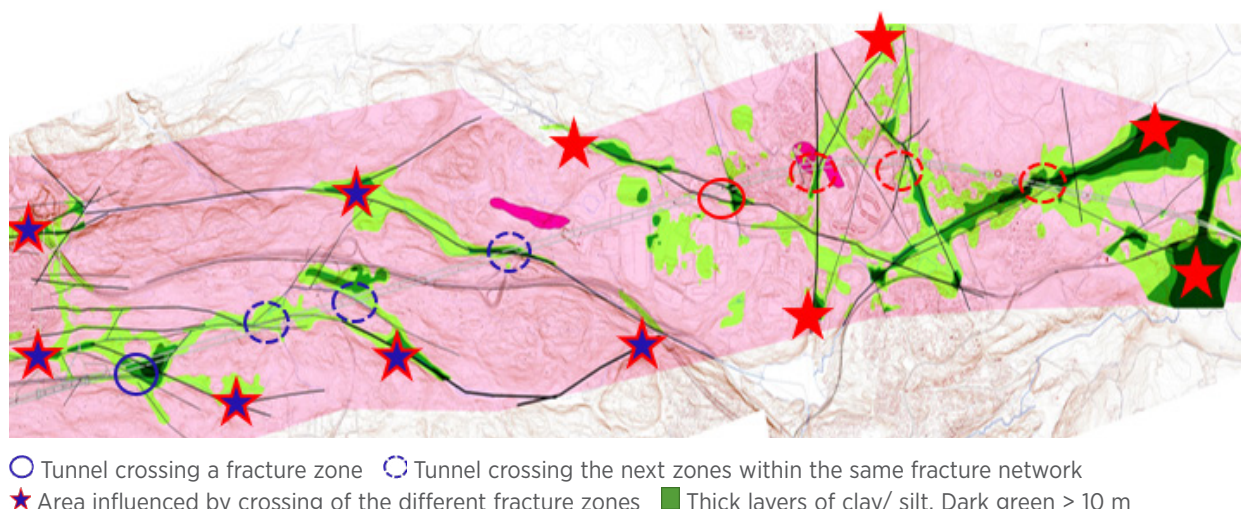 Tunnel crossing a fracture zone Tunnel crossing the next zones within the same fracture network
Area influenced by crossing of the different fracture zones Thick layers of clay/ silt. Dark green > 10 m